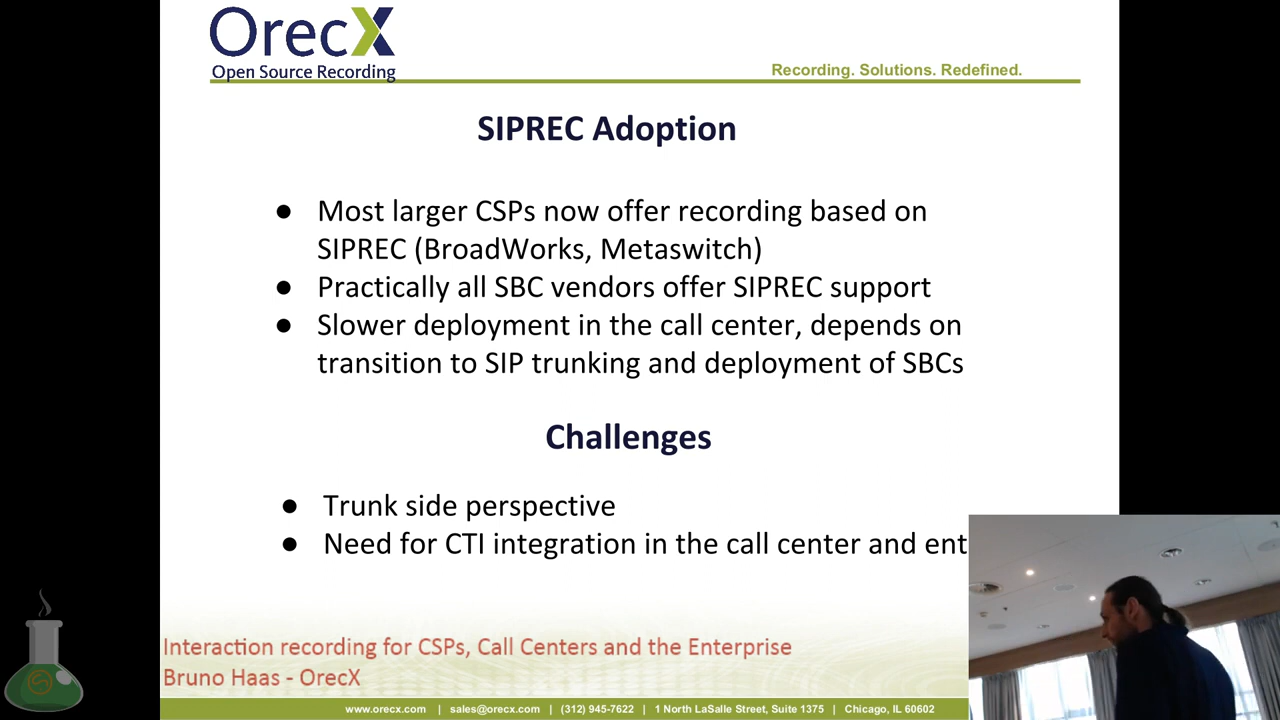 OrecX
Open Source Recording
Recording. Solutions. Redefined.
SIPREC Adoption
● Most larger CSPs now offer recording based on
SIPREC (BroadWorks, Metaswitch)
● Practically all SBC vendors offer SIPREC support
● Slower deployment in the call center, depends on
transition to SIP trunking and deployment of SBCs
Challenges
● Trunk side perspective
● Need for CTI integration in the call center and ent
Interaction recording for CSPs, Call Centers and the Enterprise
Bruno Haas - OrecX
www.orecx.com | sales@orecx.com | (312) 945-7622 | 1 North LaSalle Street, Suite 1375 | Chicago, IL 60602